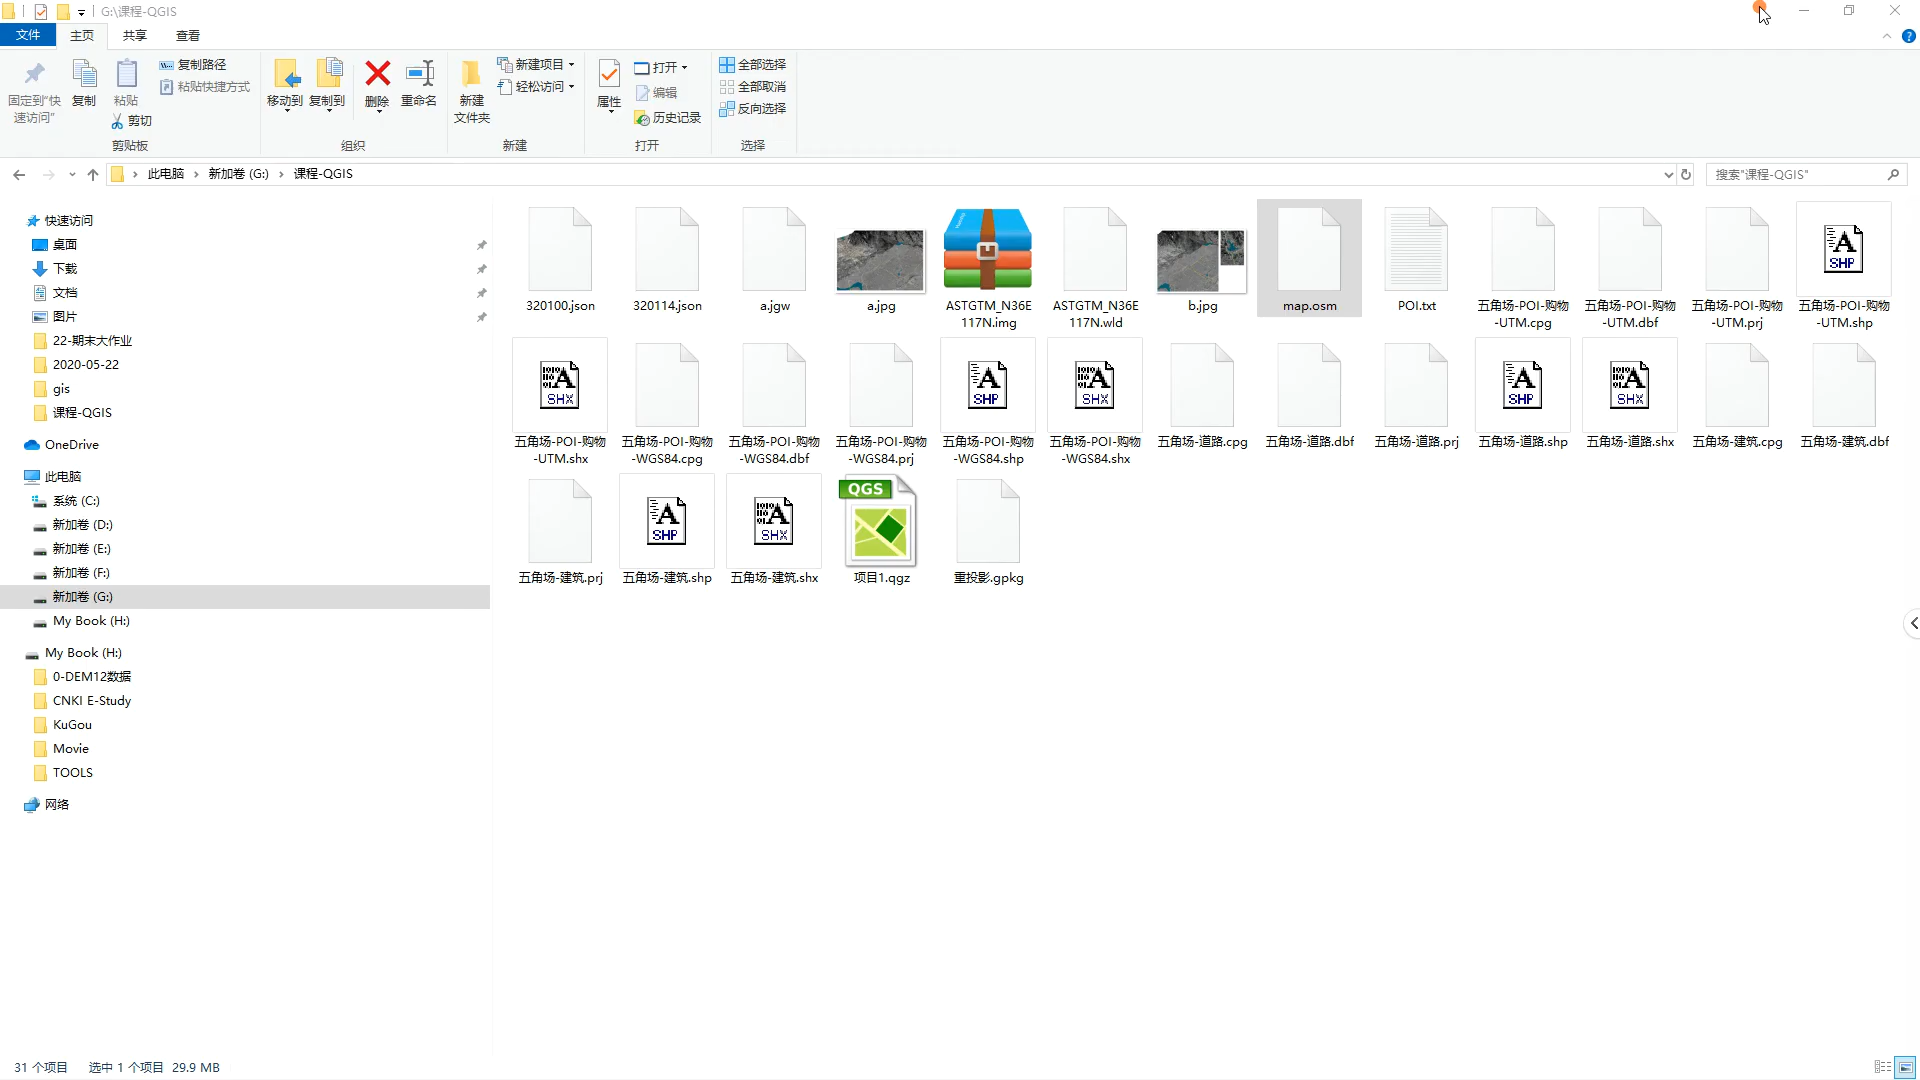 G:\课程-QGIS
文件 主页 共享 查看
固定到"快
速访问"
复制
粘贴
复制路径
粘贴快捷方式
剪切
剪贴板
移动到
复制到
删除
重命名
组织
新建
文件夹
新建项目
轻松访问
新建
属性
打开
编辑
历史记录
打开
全部选择
全部取消
反向选择
选择
此电脑 › 新加卷 (G:) › 课程-QGIS
搜索"课程-QGIS"
快速访问
桌面
下载
文档
图片
22-期末大作业
2020-05-22
gis
课程-QGIS
OneDrive
此电脑
系统 (C:)
新加卷 (D:)
新加卷 (E:)
新加卷 (F:)
新加卷 (G:)
My Book (H:)
My Book (H:)
0-DEM12数据
CNKI E-Study
KuGou
Movie
TOOLS
网络
320100.json
320114.json
a.jgw
a.jpg
ASTGTM_N36E
117N.img
ASTGTM_N36E
117N.wld
b.jpg
map.osm
POI.txt
五角场-POI-购物
-UTM.cpg
五角场-POI-购物
-UTM.dbf
五角场-POI-购物
-UTM.prj
SHP
五角场-POI-购物
-UTM.shp
SHX
五角场-POI-购物
-UTM.shx
五角场-POI-购物
-WGS84.cpg
五角场-POI-购物
-WGS84.dbf
五角场-POI-购物
-WGS84.prj
SHP
五角场-POI-购物
-WGS84.shp
SHX
五角场-POI-购物
-WGS84.shx
五角场-道路.cpg
五角场-道路.dbf
五角场-道路.prj
SHP
五角场-道路.shp
SHX
五角场-道路.shx
五角场-建筑.cpg
五角场-建筑.dbf
五角场-建筑.prj
SHP
五角场-建筑.shp
SHX
五角场-建筑.shx
QGS
项目1.qgz
重投影.gpkg
31 个项目 选中 1 个项目 29.9 MB